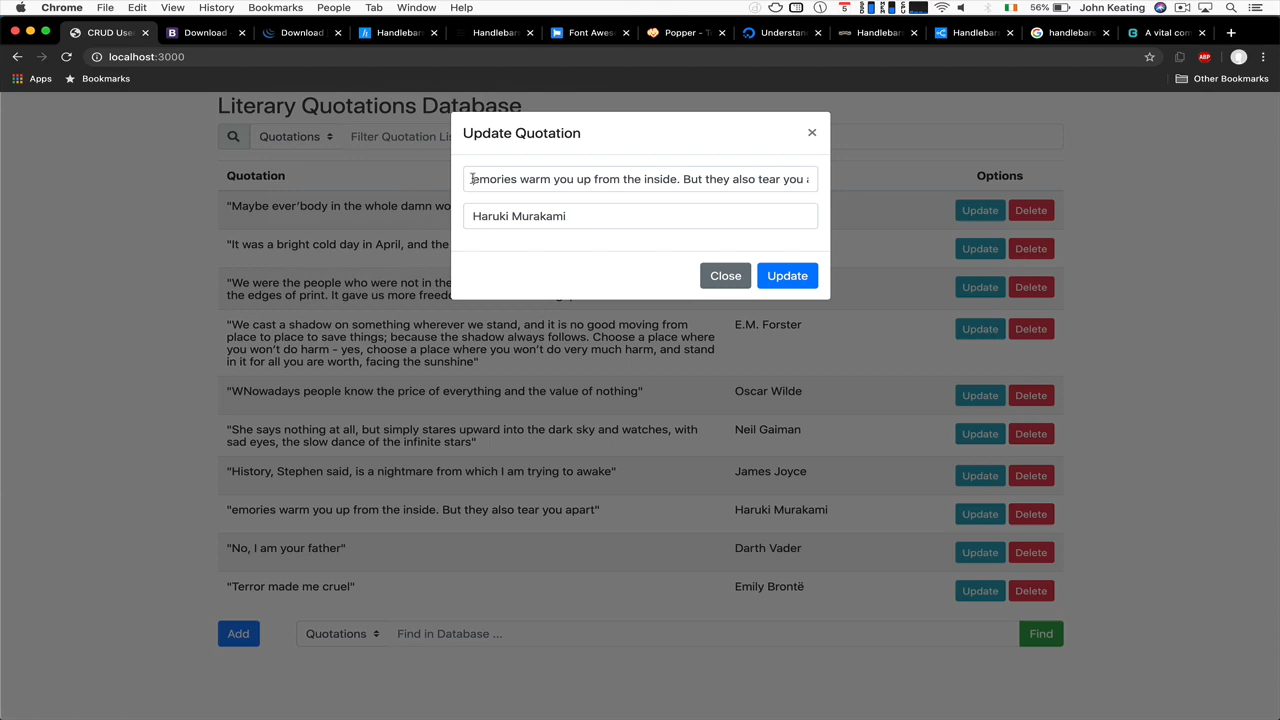 Chrome File Edit View History Bookmarks People Tab Window Help 5 56% John Keating
CRUD Use Download Download Handlebar Handlebars Font Awes Popper - T Understan Handlebars Handlebars handlebars A vital com
localhost:3000 ABP
Apps Bookmarks Other Bookmarks
Literary Quotations Database
Quotations Filter Quotation Lis
Update Quotation ×
emories warm you up from the inside. But they also tear you a
Haruki Murakami
Close Update
Quotation Options
"Maybe ever'body in the whole damn wo Update Delete
"It was a bright cold day in April, and the Update Delete
"We were the people who were not in the Update Delete
the edges of print. It gave us more freed
"We cast a shadow on something wherever we stand, and it is no good moving from E.M. Forster Update Delete
place to place to save things; because the shadow always follows. Choose a place where
you won't do harm - yes, choose a place where you won't do very much harm, and stand
in it for all you are worth, facing the sunshine"
"WNowadays people know the price of everything and the value of nothing" Oscar Wilde Update Delete
"She says nothing at all, but simply stares upward into the dark sky and watches, with Neil Gaiman Update Delete
sad eyes, the slow dance of the infinite stars"
"History, Stephen said, is a nightmare from which I am trying to awake" James Joyce Update Delete
"emories warm you up from the inside. But they also tear you apart" Haruki Murakami Update Delete
"No, I am your father" Darth Vader Update Delete
"Terror made me cruel" Emily Brontë Update Delete
Add Quotations Find in Database ... Find